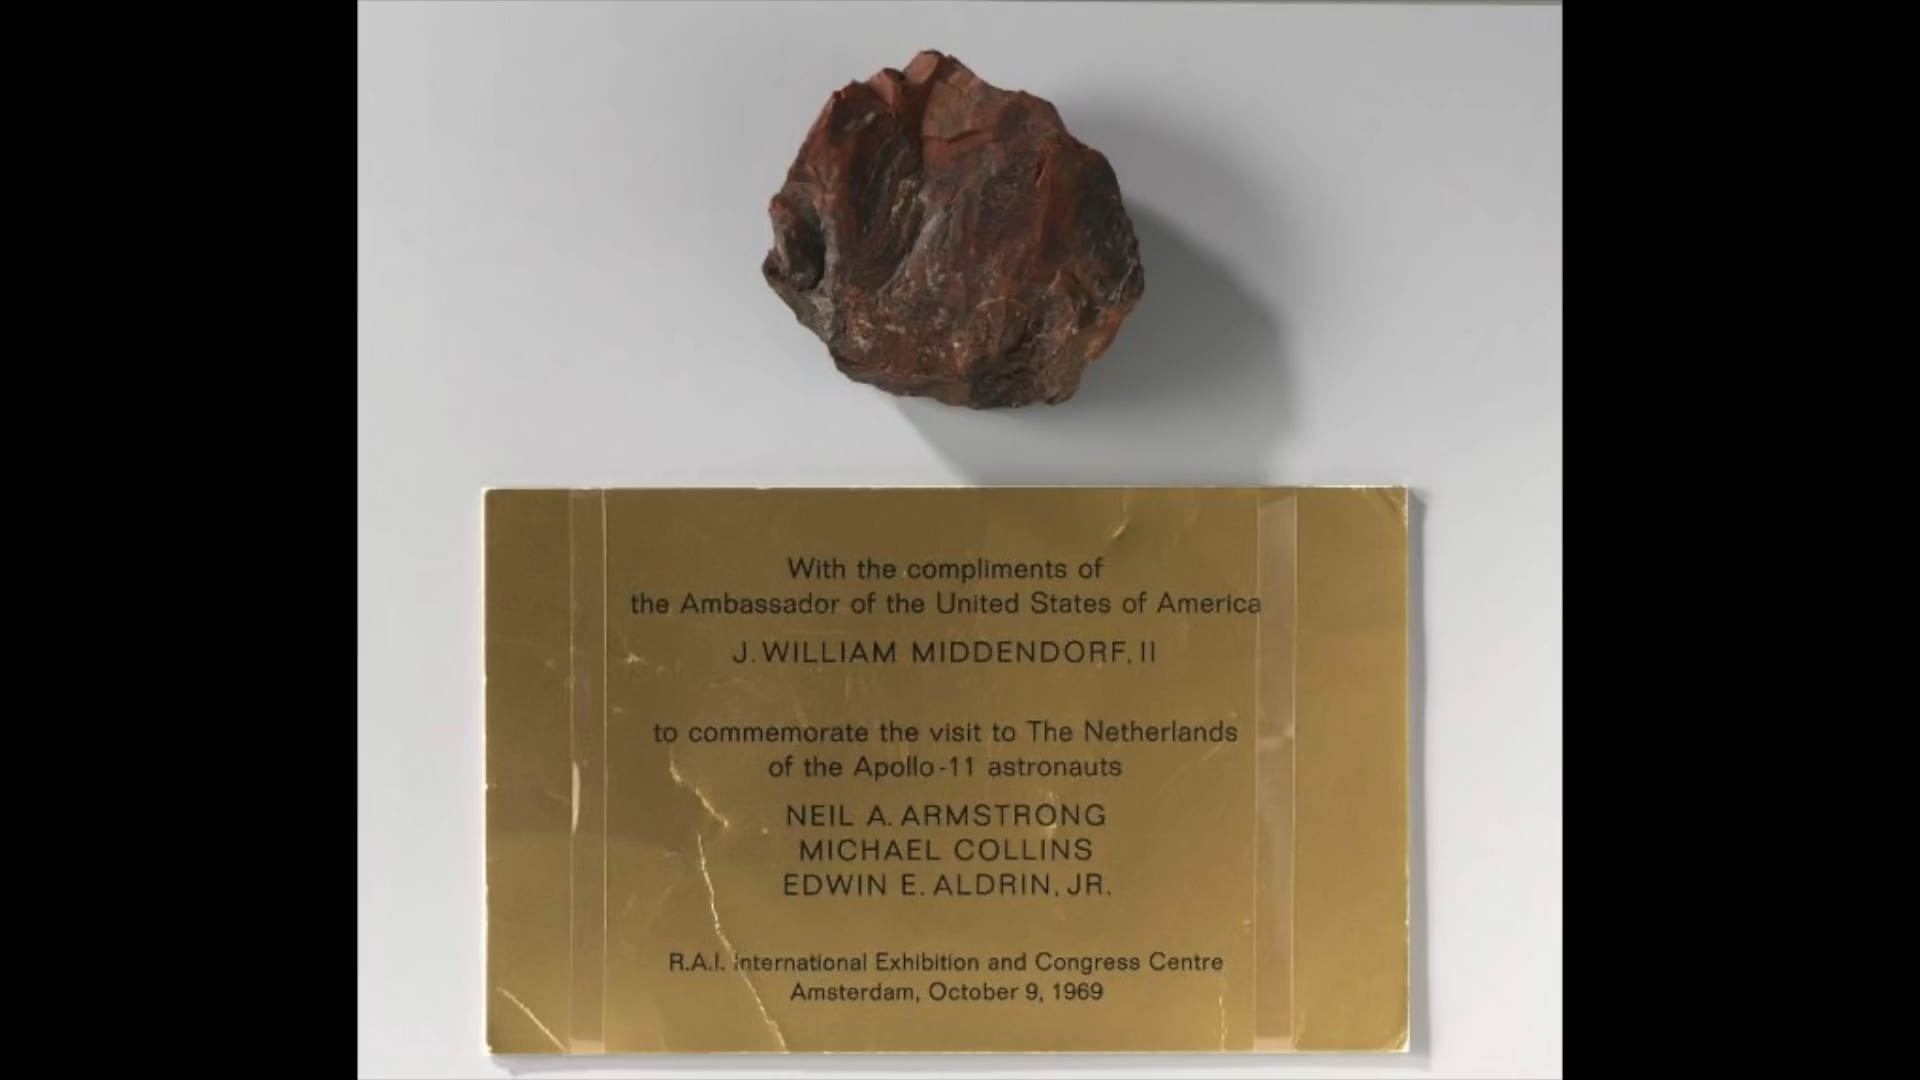 With the compliments of
the Ambassador of the United States of America
J. WILLIAM MIDDENDORF, II
to commemorate the visit to The Netherlands
of the Apollo-11 astronauts
NEIL A. ARMSTRONG
MICHAEL COLLINS
EDWIN E. ALDRIN, JR.
R.A.I. International Exhibition and Congress Centre
Amsterdam, October 9, 1969